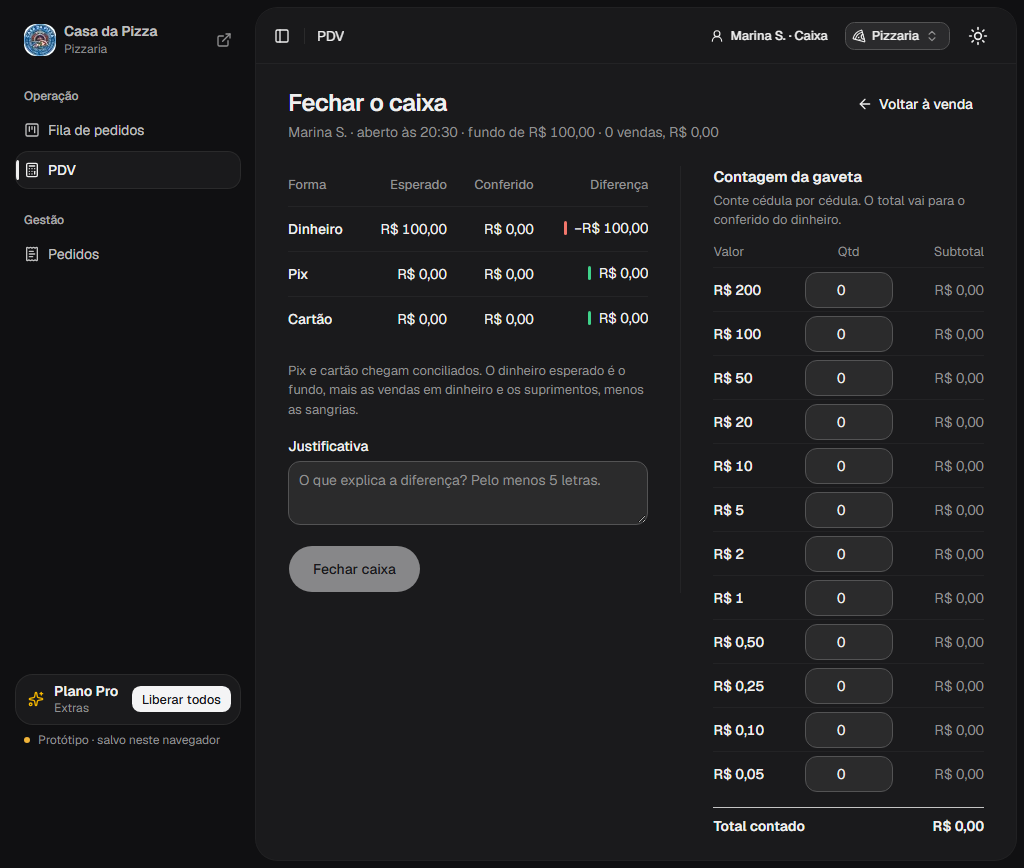 Casa da Pizza
Pizzaria
Operação
Fila de pedidos
PDV
Gestão
Pedidos
Plano Pro
Extras
Liberar todos
Protótipo · salvo neste navegador
PDV
Marina S. · Caixa
Pizzaria
Fechar o caixa
Voltar à venda
Marina S. · aberto às 20:30 · fundo de R$ 100,00 · 0 vendas, R$ 0,00
Forma Esperado Conferido Diferença
Dinheiro R$ 100,00 R$ 0,00 −R$ 100,00
Pix R$ 0,00 R$ 0,00 R$ 0,00
Cartão R$ 0,00 R$ 0,00 R$ 0,00
Pix e cartão chegam conciliados. O dinheiro esperado é o
fundo, mais as vendas em dinheiro e os suprimentos, menos
as sangrias.
Justificativa
O que explica a diferença? Pelo menos 5 letras.
Fechar caixa
Contagem da gaveta
Conte cédula por cédula. O total vai para o
conferido do dinheiro.
Valor Qtd Subtotal
R$ 200 0 R$ 0,00
R$ 100 0 R$ 0,00
R$ 50 0 R$ 0,00
R$ 20 0 R$ 0,00
R$ 10 0 R$ 0,00
R$ 5 0 R$ 0,00
R$ 2 0 R$ 0,00
R$ 1 0 R$ 0,00
R$ 0,50 0 R$ 0,00
R$ 0,25 0 R$ 0,00
R$ 0,10 0 R$ 0,00
R$ 0,05 0 R$ 0,00
Total contado R$ 0,00